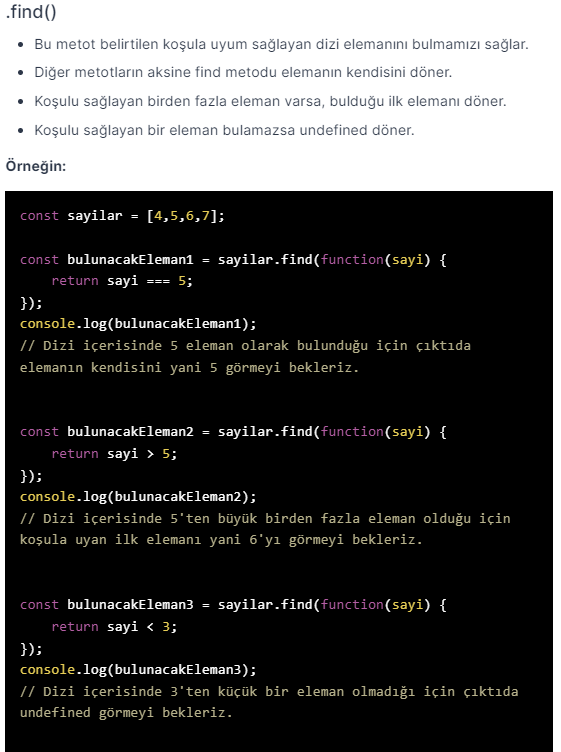 .find()
• Bu metot belirtilen koşula uyum sağlayan dizi elemanını bulmamızı sağlar.
• Diğer metotların aksine find metodu elemanın kendisini döner.
• Koşulu sağlayan birden fazla eleman varsa, bulduğu ilk elemanı döner.
• Koşulu sağlayan bir eleman bulamazsa undefined döner.
Örneğin:
const sayilar = [4,5,6,7];
const bulunacakEleman1 = sayilar.find(function(sayi) {
    return sayi === 5;
});
console.log(bulunacakEleman1);
// Dizi içerisinde 5 eleman olarak bulunduğu için çıktıda
elemanın kendisini yani 5 görmeyi bekleriz.
const bulunacakEleman2 = sayilar.find(function(sayi) {
    return sayi > 5;
});
console.log(bulunacakEleman2);
// Dizi içerisinde 5'ten büyük birden fazla eleman olduğu için
koşula uyan ilk elemanı yani 6'yı görmeyi bekleriz.
const bulunacakEleman3 = sayilar.find(function(sayi) {
    return sayi < 3;
});
console.log(bulunacakEleman3);
// Dizi içerisinde 3'ten küçük bir eleman olmadığı için çıktıda
undefined görmeyi bekleriz.